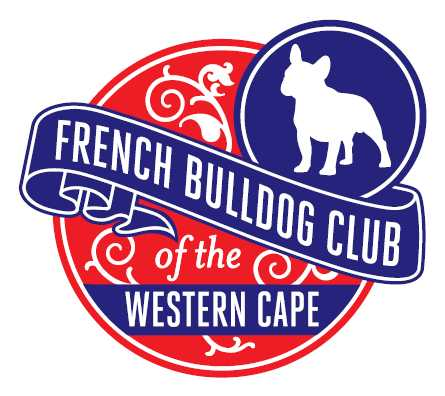 FRENCH BULLDOG CLUB
of the
WESTERN CAPE